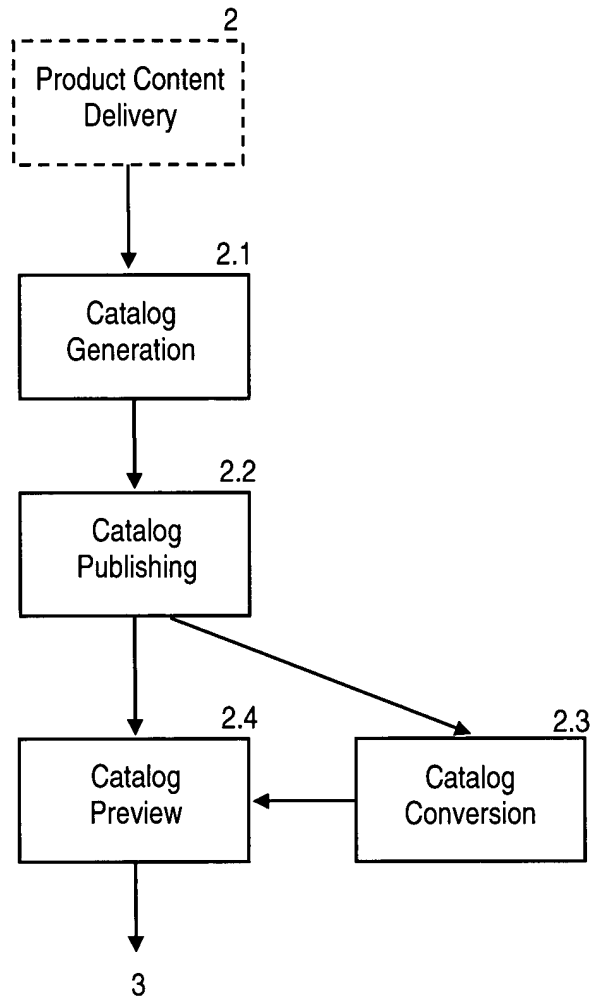 2
Product Content
Delivery
2.1
Catalog
Generation
2.2
Catalog
Publishing
2.4
Catalog
Preview
2.3
Catalog
Conversion
3